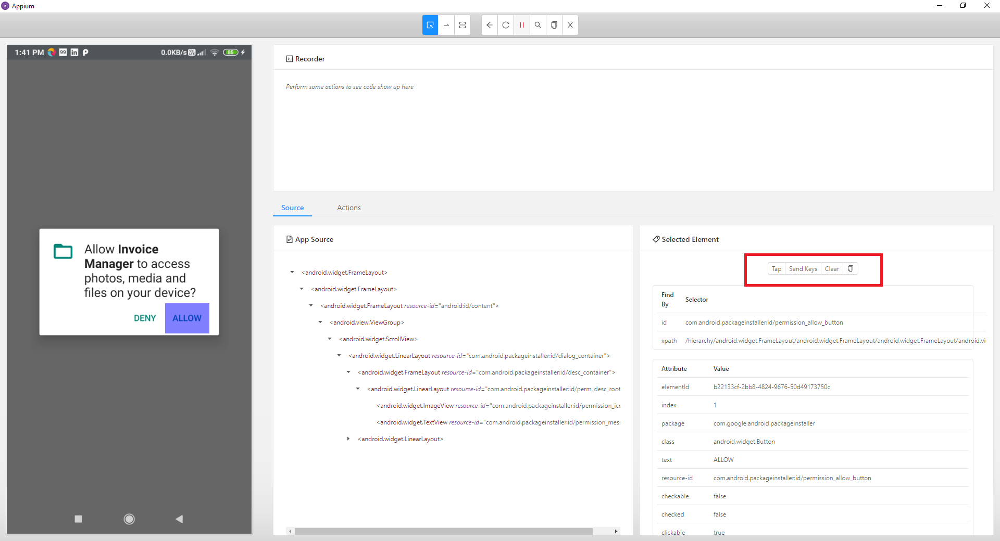 Appium
1:41 PM 99 in P 0.0KB/s VoLTE 85
Allow Invoice
Manager to access
photos, media and
files on your device?
DENY ALLOW
Recorder
Perform some actions to see code show up here
Source Actions
App Source
<android.widget.FrameLayout>
<android.widget.FrameLayout>
<android.widget.FrameLayout resource-id="android:id/content">
<android.view.ViewGroup>
<android.widget.ScrollView>
<android.widget.LinearLayout resource-id="com.android.packageinstaller:id/dialog_container">
<android.widget.FrameLayout resource-id="com.android.packageinstaller:id/desc_container">
<android.widget.LinearLayout resource-id="com.android.packageinstaller:id/perm_desc_root
<android.widget.ImageView resource-id="com.android.packageinstaller:id/permission_ico
<android.widget.TextView resource-id="com.android.packageinstaller:id/permission_mess
<android.widget.LinearLayout>
Selected Element
Tap Send Keys Clear
Find By Selector
id com.android.packageinstaller:id/permission_allow_button
xpath /hierarchy/android.widget.FrameLayout/android.widget.FrameLayout/android.widget.FrameLayout/android.vi
Attribute Value
elementId b22133cf-2bb8-4824-9676-50d49173750c
index 1
package com.google.android.packageinstaller
class android.widget.Button
text ALLOW
resource-id com.android.packageinstaller:id/permission_allow_button
checkable false
checked false
clickable true